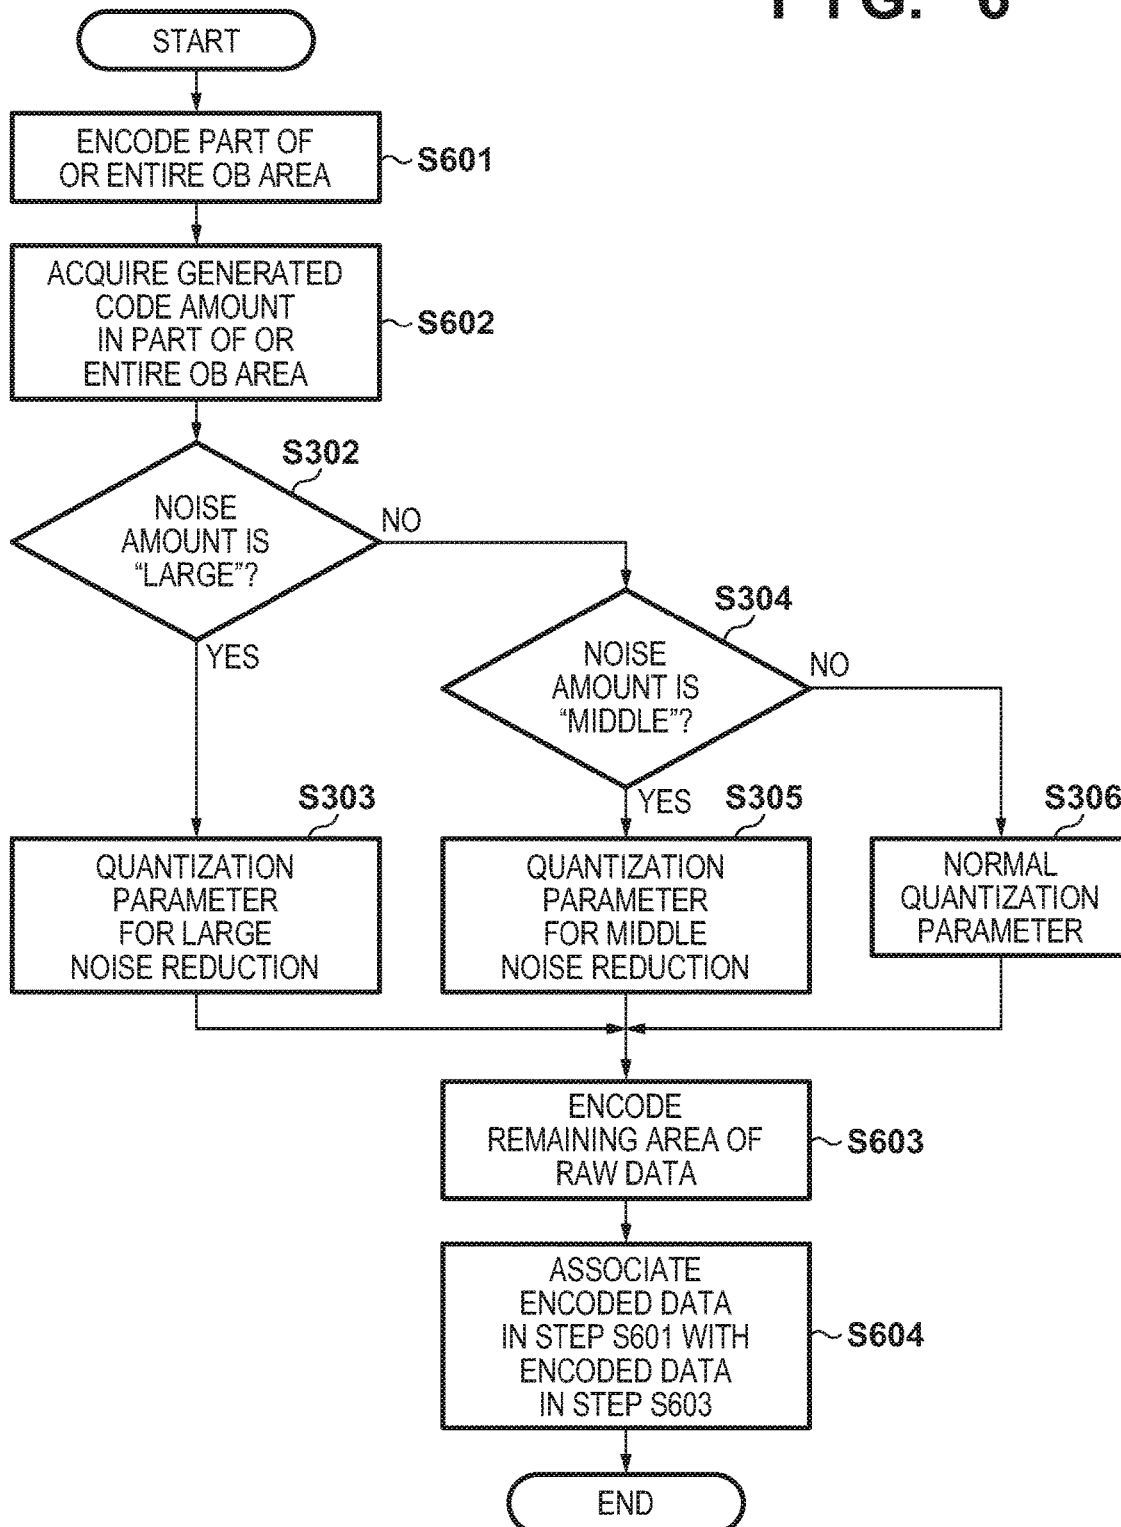 FIG. 6
START
ENCODE PART OF
OR ENTIRE OB AREA
S601
ACQUIRE GENERATED
CODE AMOUNT
IN PART OF OR
ENTIRE OB AREA
S602
S302
NOISE
AMOUNT IS
“LARGE”?
NO
YES
S304
NOISE
AMOUNT IS
“MIDDLE”?
NO
YES
S303
QUANTIZATION
PARAMETER
FOR LARGE
NOISE REDUCTION
S305
QUANTIZATION
PARAMETER
FOR MIDDLE
NOISE REDUCTION
S306
NORMAL
QUANTIZATION
PARAMETER
ENCODE
REMAINING AREA OF
RAW DATA
S603
ASSOCIATE
ENCODED DATA
IN STEP S601 WITH
ENCODED DATA
IN STEP S603
S604
END